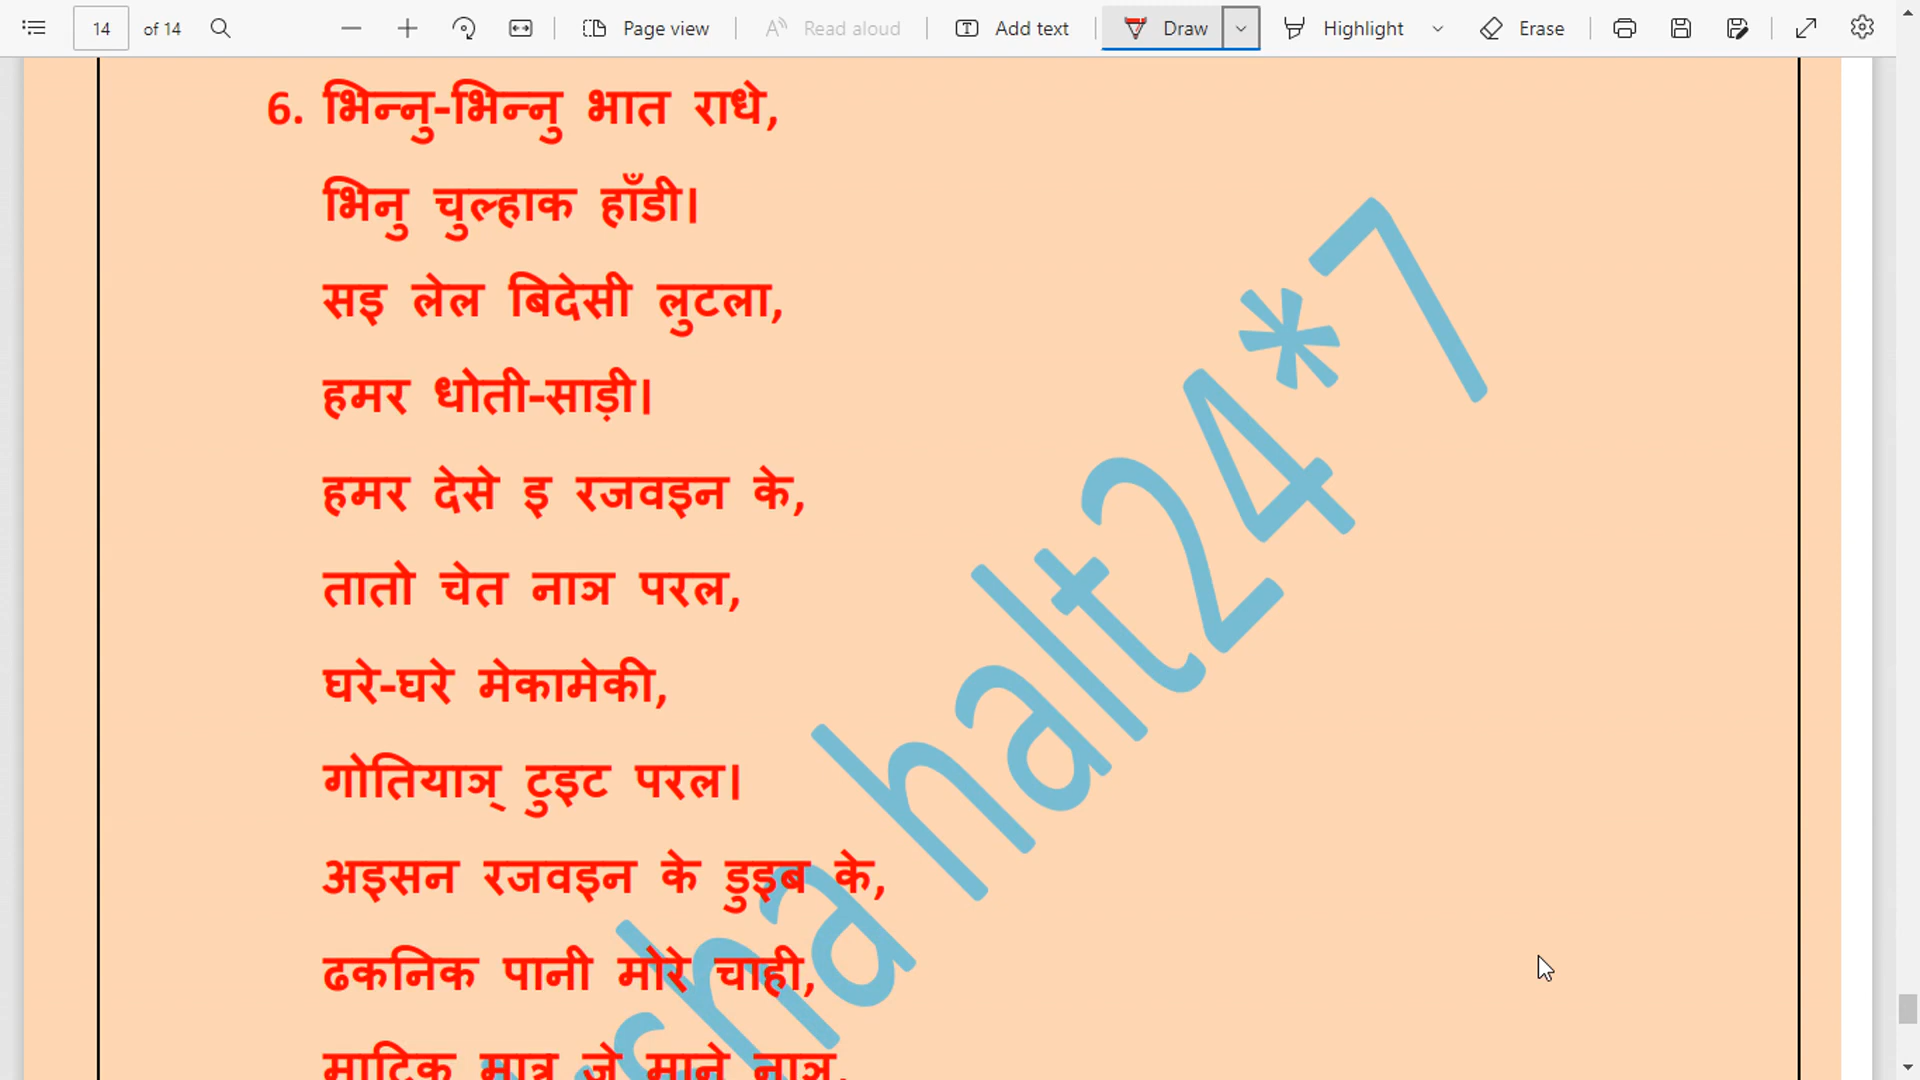 14 of 14 Page view Read aloud Add text Draw Highlight Erase
6. भिन्नु-भिन्नु भात राधे,
भिनु चुल्हाक हाँडी।
सइ लेल बिदेसी लुटला,
हमर धोती-साड़ी।
हमर देसे इ रजवइन के,
तातो चेत नाञ परल,
घरे-घरे मेकामेकी,
गोतियाञ् टुइट परल।
अइसन रजवइन के डुइब के,
ढकनिक पानी मोरे चाही,
माटिक मात्र जे माने नाञ,
halt24*7